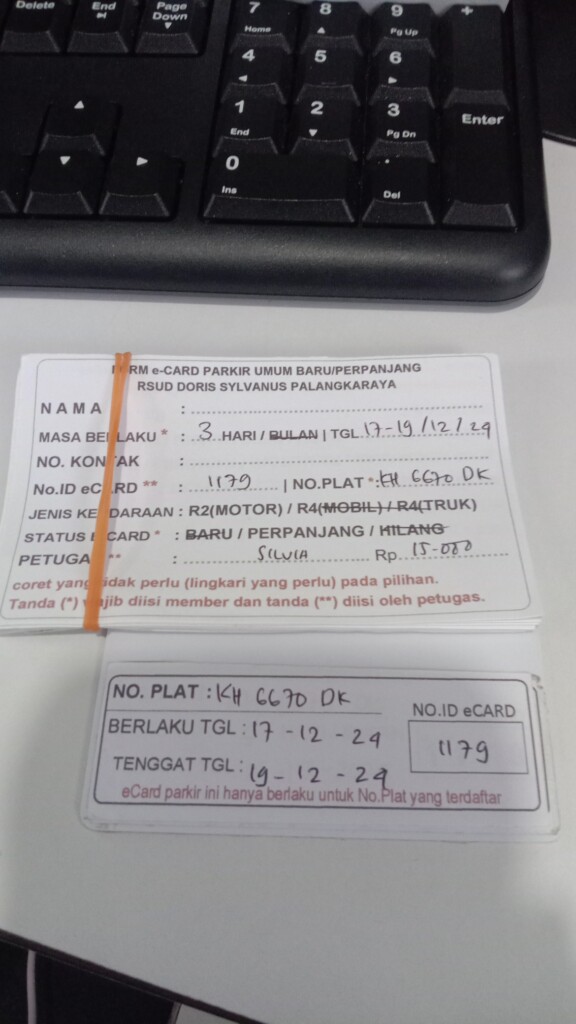 Delete End Page Down 7 Home 8 9 Pg Up +
4 5 6
1 End 2 3 Pg Dn Enter
0 Ins . Del
FORM e-CARD PARKIR UMUM BARU/PERPANJANG
RSUD DORIS SYLVANUS PALANGKARAYA
NAMA :
MASA BERLAKU * : 3 HARI / BULAN | TGL 17-19/12/24
NO. KONTAK :
No.ID eCARD ** : 1179 | NO.PLAT *: KH 6670 DK
JENIS KENDARAAN : R2(MOTOR) / R4(MOBIL) / R4(TRUK)
STATUS eCARD * : BARU / PERPANJANG / HILANG
PETUGAS ** : SILVIA Rp. 15-000
coret yang tidak perlu (lingkari yang perlu) pada pilihan.
Tanda (*) wajib diisi member dan tanda (**) diisi oleh petugas.
NO. PLAT : KH 6670 DK
BERLAKU TGL : 17-12-24
NO.ID eCARD
1179
TENGGAT TGL : 19-12-24
eCard parkir ini hanya berlaku untuk No.Plat yang terdaftar